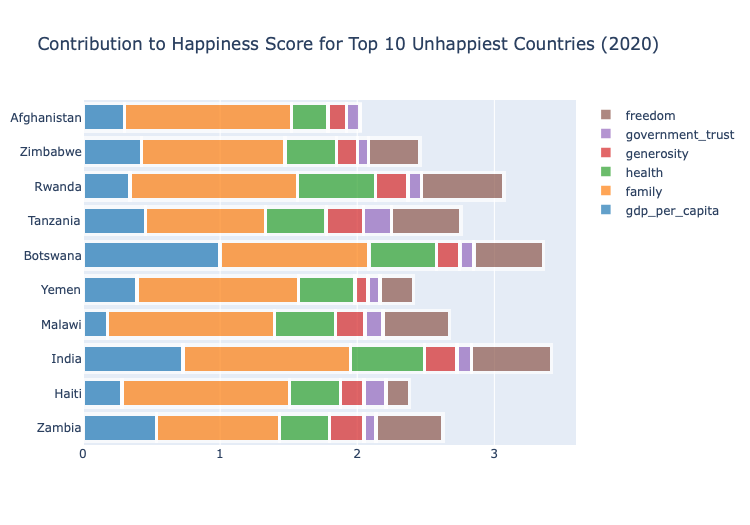 Contribution to Happiness Score for Top 10 Unhappiest Countries (2020)
Afghanistan
Zimbabwe
Rwanda
Tanzania
Botswana
Yemen
Malawi
India
Haiti
Zambia
0 1 2 3
freedom
government_trust
generosity
health
family
gdp_per_capita